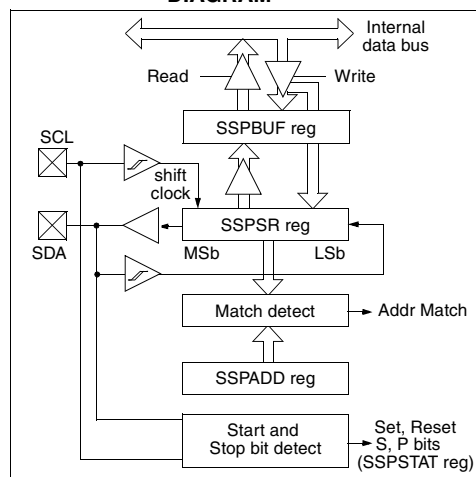 DIAGRAM
Internal
data bus
Read
Write
SSPBUF reg
SCL
shift
clock
SSPSR reg
SDA
MSb
LSb
Match detect
Addr Match
SSPADD reg
Start and
Stop bit detect
Set, Reset
S, P bits
(SSPSTAT reg)